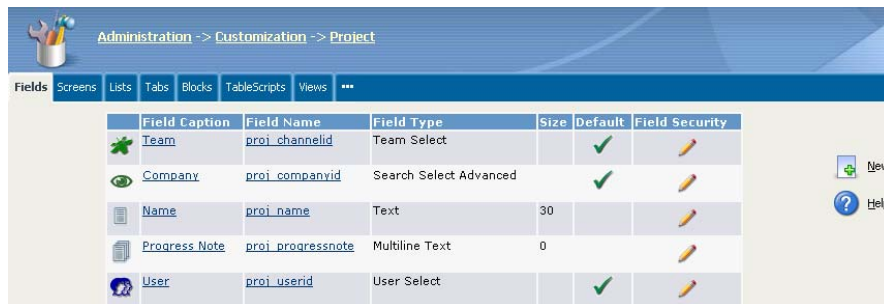 Administration -> Customization -> Project
Fields Screens Lists Tabs Blocks TableScripts Views
Field Caption Field Name Field Type Size Default Field Security
Team proj_channelid Team Select
Company proj_companyid Search Select Advanced
Name proj_name Text 30
Progress Note proj_progressnote Multiline Text 0
User proj_userid User Select